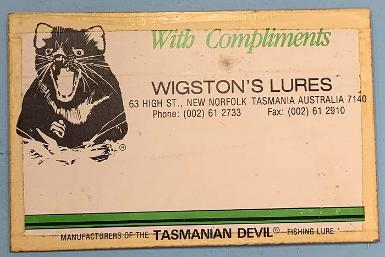 With Compliments
WIGSTON'S LURES
63 HIGH ST., NEW NORFOLK TASMANIA AUSTRALIA 7140
Phone: (002) 61 2733 Fax: (002) 61 2910
®
MANUFACTURERS OF THE TASMANIAN DEVIL® FISHING LURE